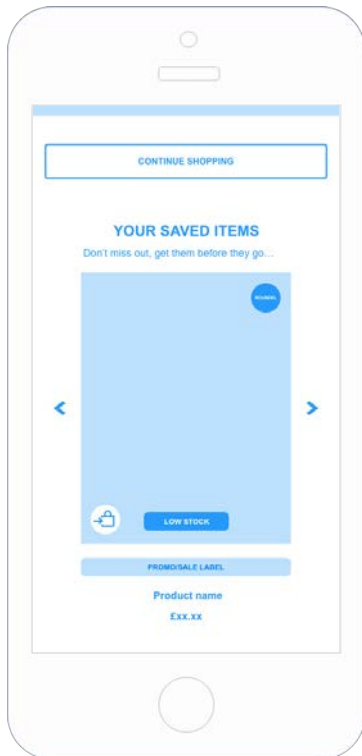 CONTINUE SHOPPING
YOUR SAVED ITEMS
Don't miss out, get them before they go...
ROUNDEL
LOW STOCK
PROMO/SALE LABEL
Product name
£xx.xx